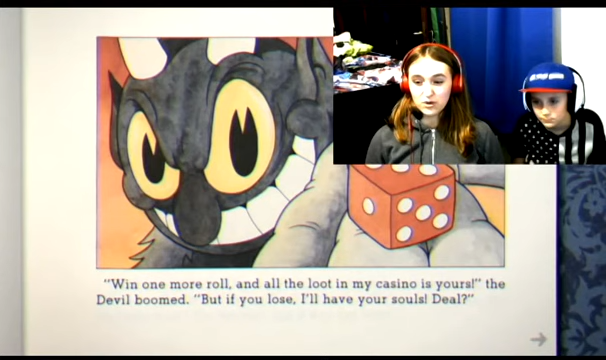 "Win one more roll, and all the loot in my casino is yours!" the
Devil boomed. "But if you lose, I'll have your souls! Deal?"